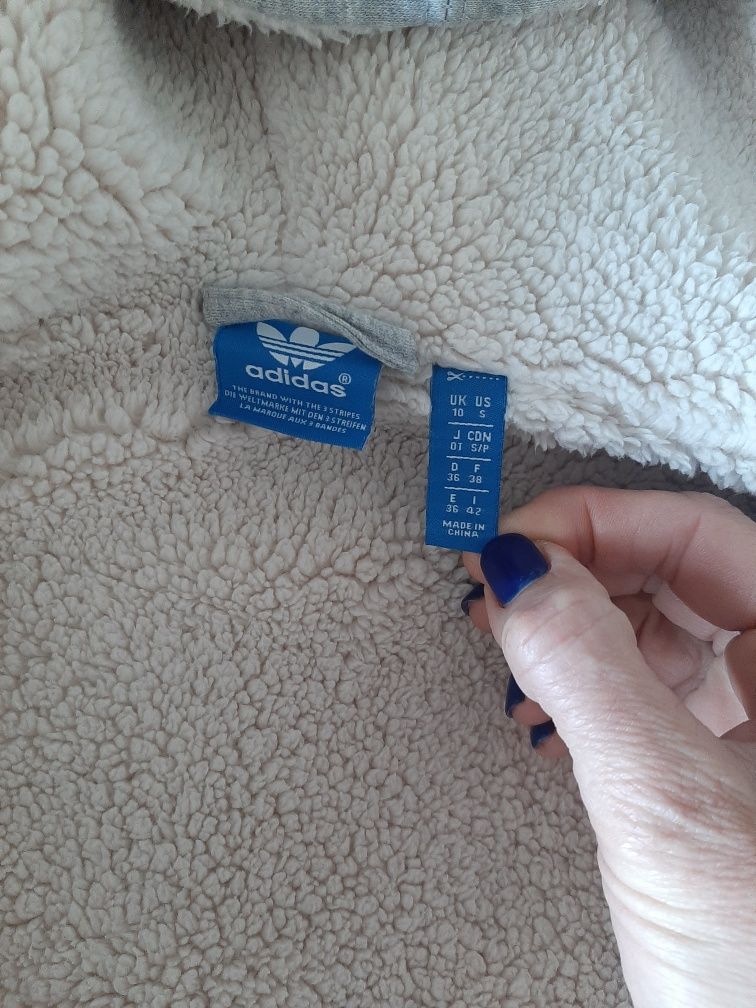 adidas®
THE BRAND WITH THE 3 STRIPES
DIE WELTMARKE MIT DEN 3 STREIFEN
LA MARQUE AUX 3 BANDES
UK US
10 S
J CDN
OT S/P
D F
36 38
E I
36 42
MADE IN
CHINA